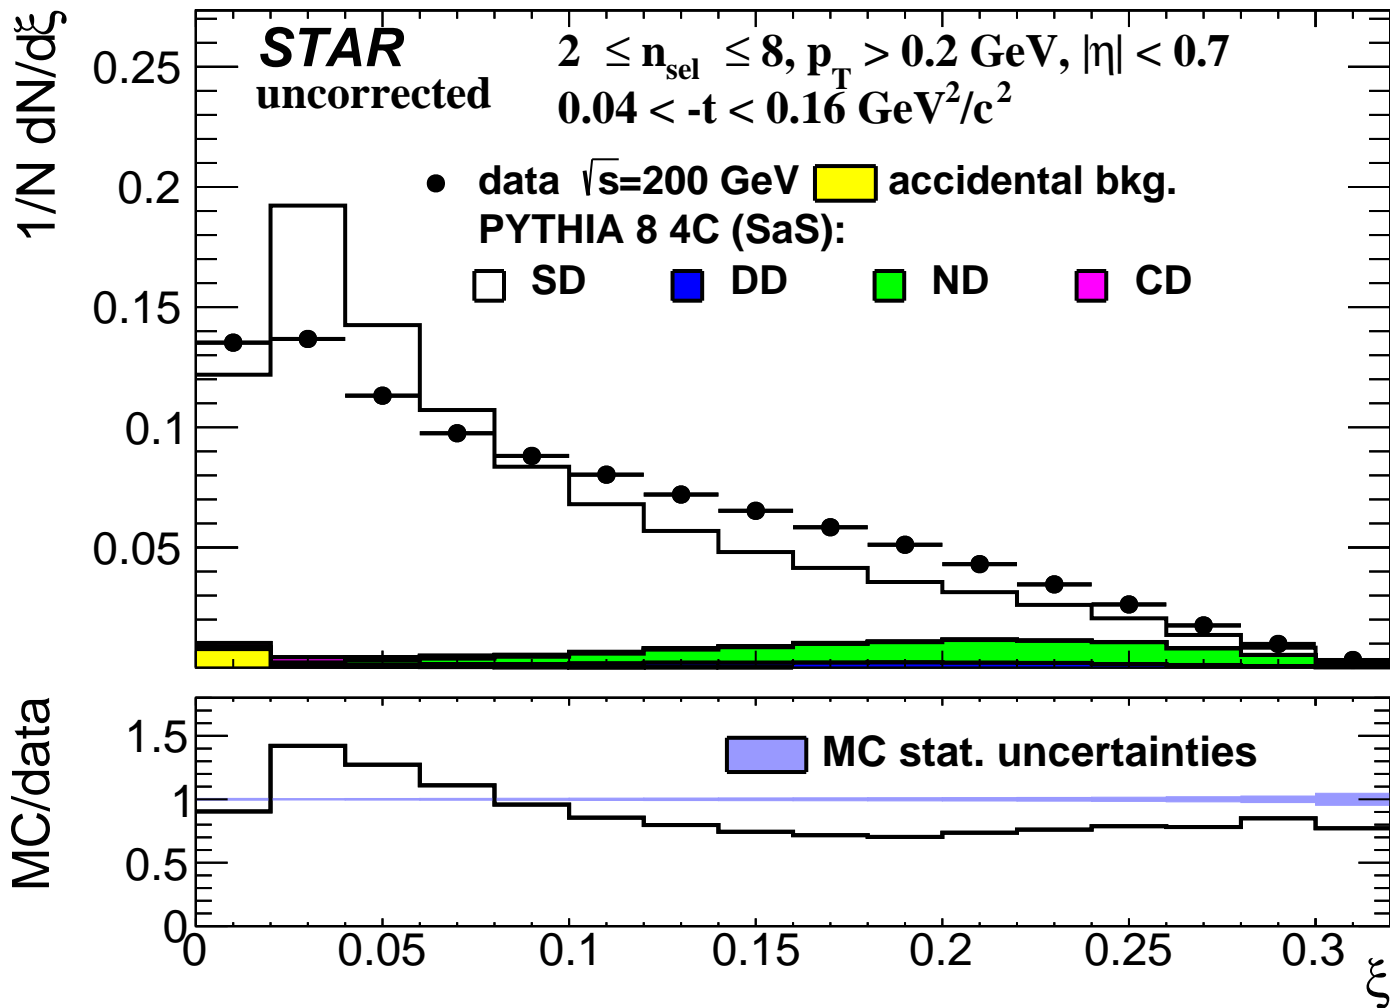 1/N dN/dξ
0.25
0.2
0.15
0.1
0.05
STAR
uncorrected
2 ≤ n_sel ≤ 8, p_T > 0.2 GeV, |η| < 0.7
0.04 < -t < 0.16 GeV²/c²
data √s=200 GeV accidental bkg.
PYTHIA 8 4C (SaS):
SD DD ND CD
MC/data
1.5
1
0.5
0
MC stat. uncertainties
0 0.05 0.1 0.15 0.2 0.25 0.3
ξ